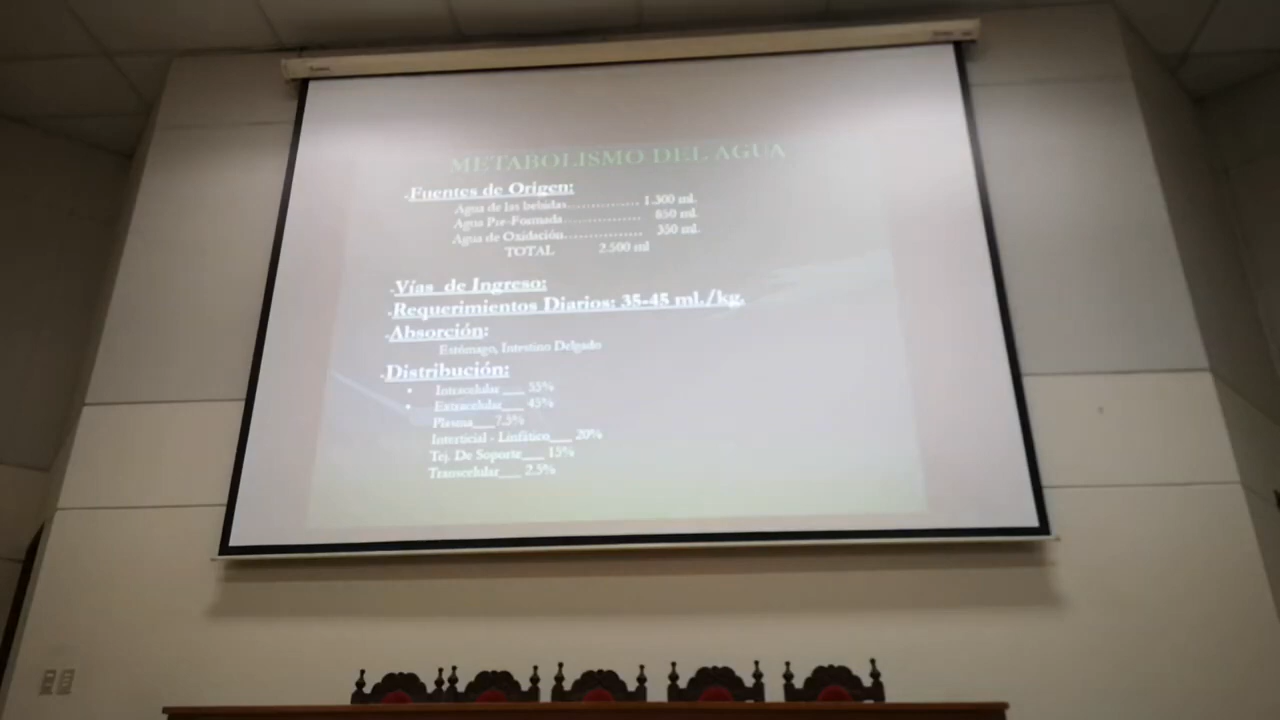 METABOLISMO DEL AGUA
-Fuentes de Origen:
Agua de las bebidas.............. 1.300 ml.
Agua Pre-Formada............... 850 ml.
Agua de Oxidación............... 350 ml.
TOTAL 2.500 ml
-Vías de Ingreso:
-Requerimientos Diarios: 35-45 ml./kg.
-Absorción:
Estómago, Intestino Delgado
-Distribución:
• Intracelular___ 55%
• Extracelular___ 45%
Plasma___7.5%
Intersticial - Linfático___ 20%
Tej. De Soporte___ 15%
Transcelular___ 2.5%